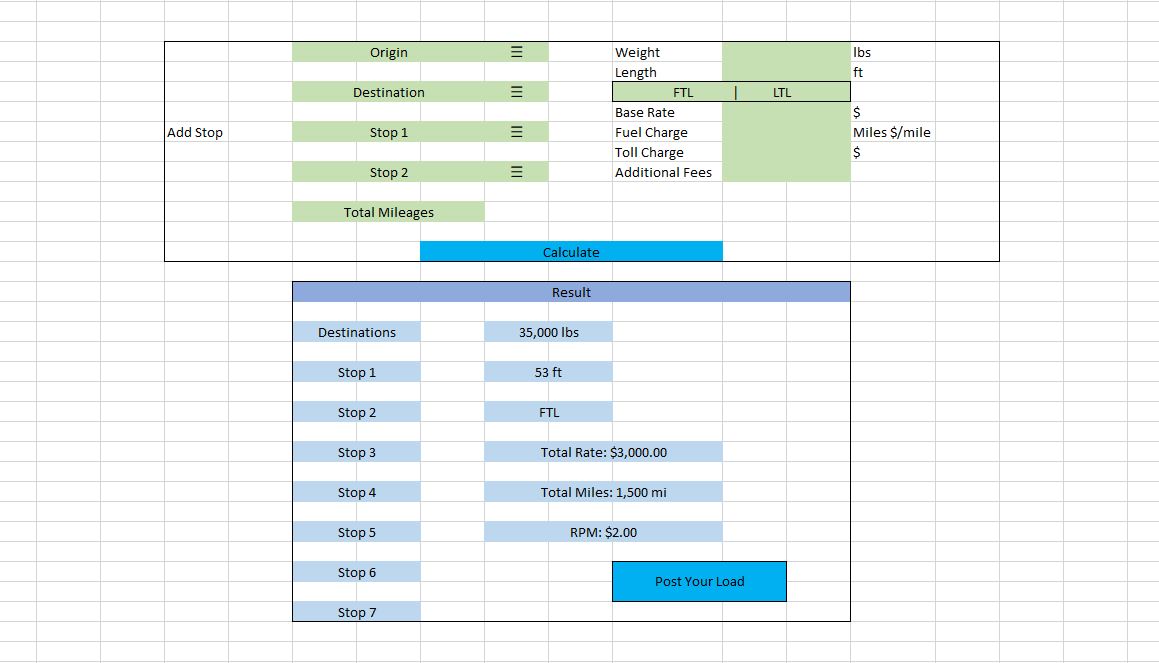 Origin ☰ Weight lbs
Length ft
Destination ☰ FTL | LTL
Base Rate $
Add Stop Stop 1 ☰ Fuel Charge Miles $/mile
Toll Charge $
Stop 2 ☰ Additional Fees
Total Mileages
Calculate
Result
Destinations 35,000 lbs
Stop 1 53 ft
Stop 2 FTL
Stop 3 Total Rate: $3,000.00
Stop 4 Total Miles: 1,500 mi
Stop 5 RPM: $2.00
Stop 6 Post Your Load
Stop 7